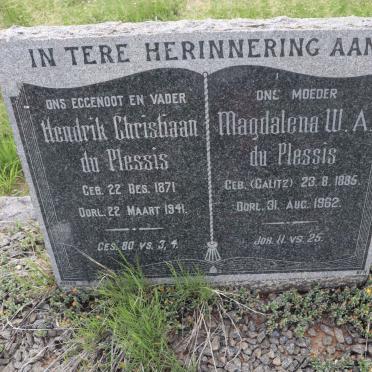 IN TERE HERINNERING AAN
ONS EGGENOOT EN VADER
Hendrik Christiaan
du Plessis
GEB. 22 DES. 1871
OORL. 22 MAART 1941.
GES. 80 VS. 3, 4.
ONS MOEDER
Magdalena W. A.
du Plessis
GEB. (CALITZ) 23. 8. 1885.
OORL. 31. AUG. 1962.
JOH. 11. VS. 25.